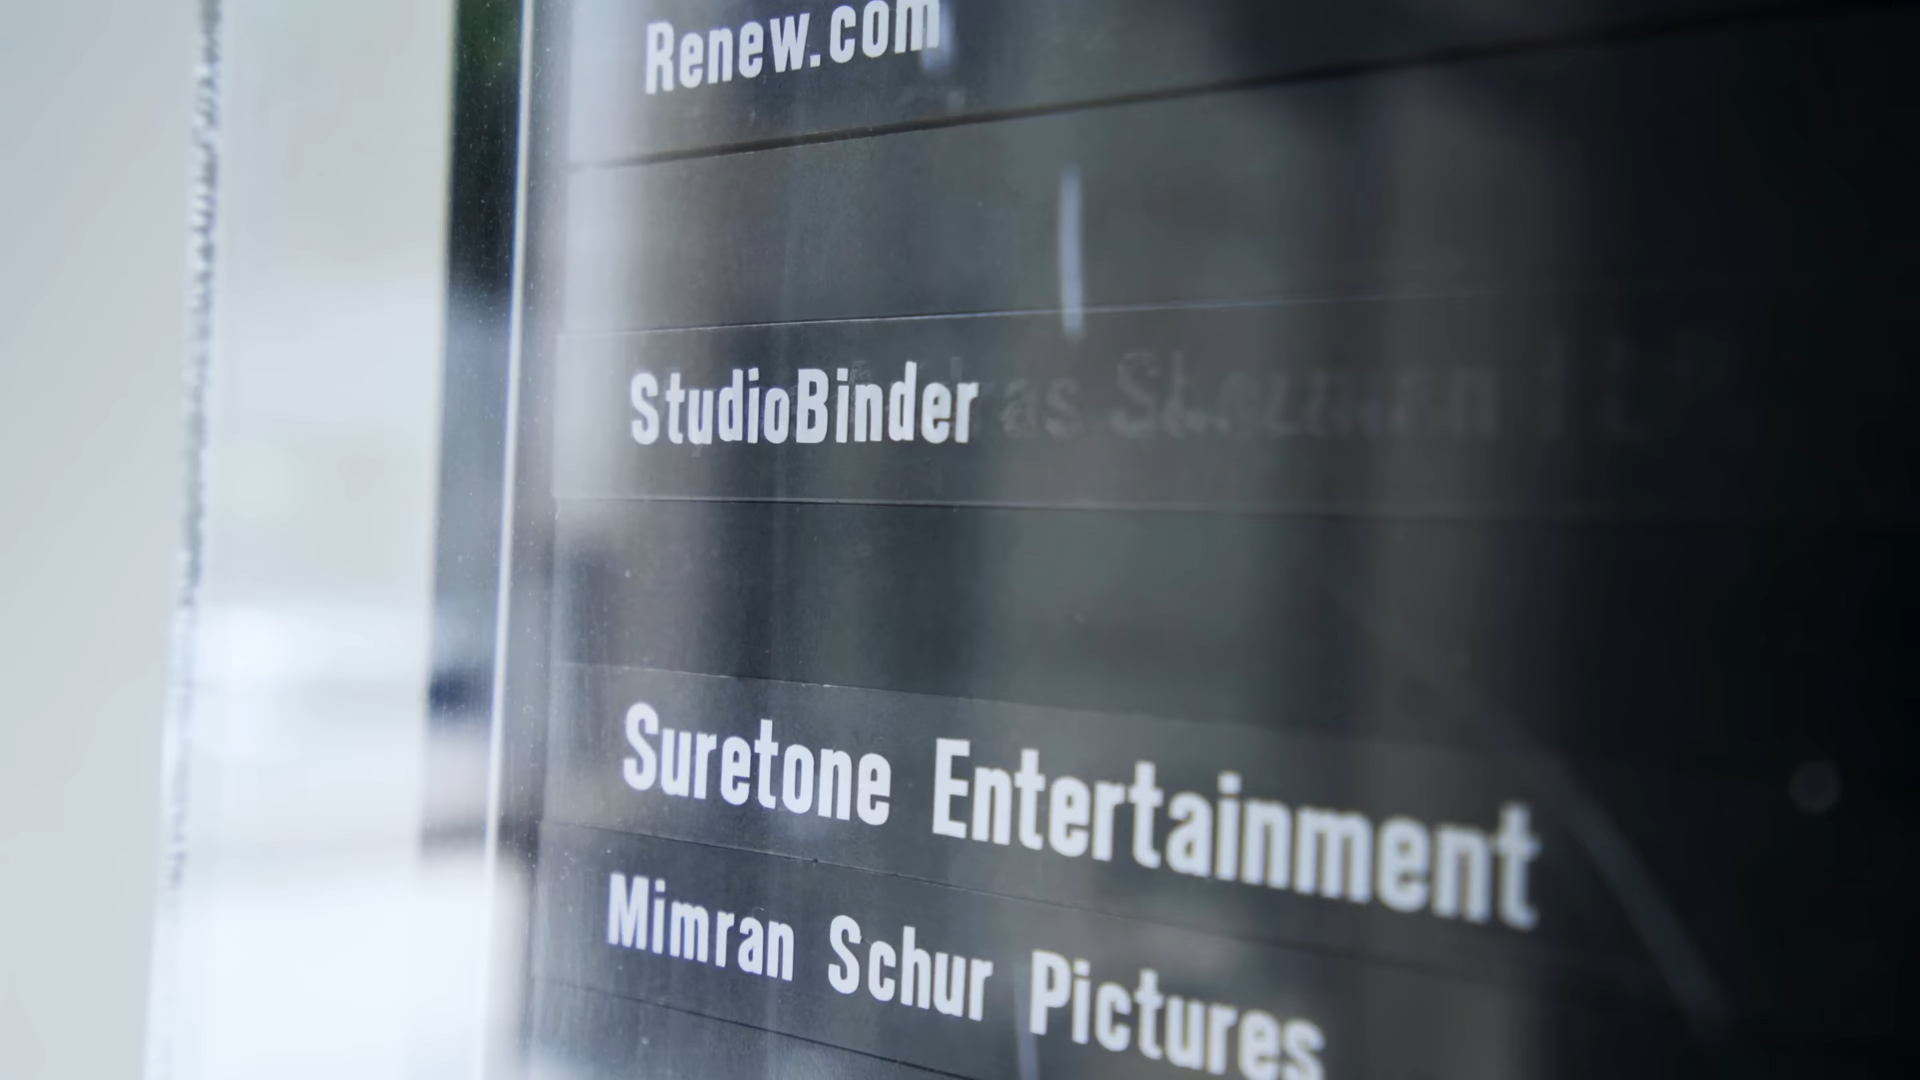 Renew.com
StudioBinder
Suretone Entertainment
Mimran Schur Pictures